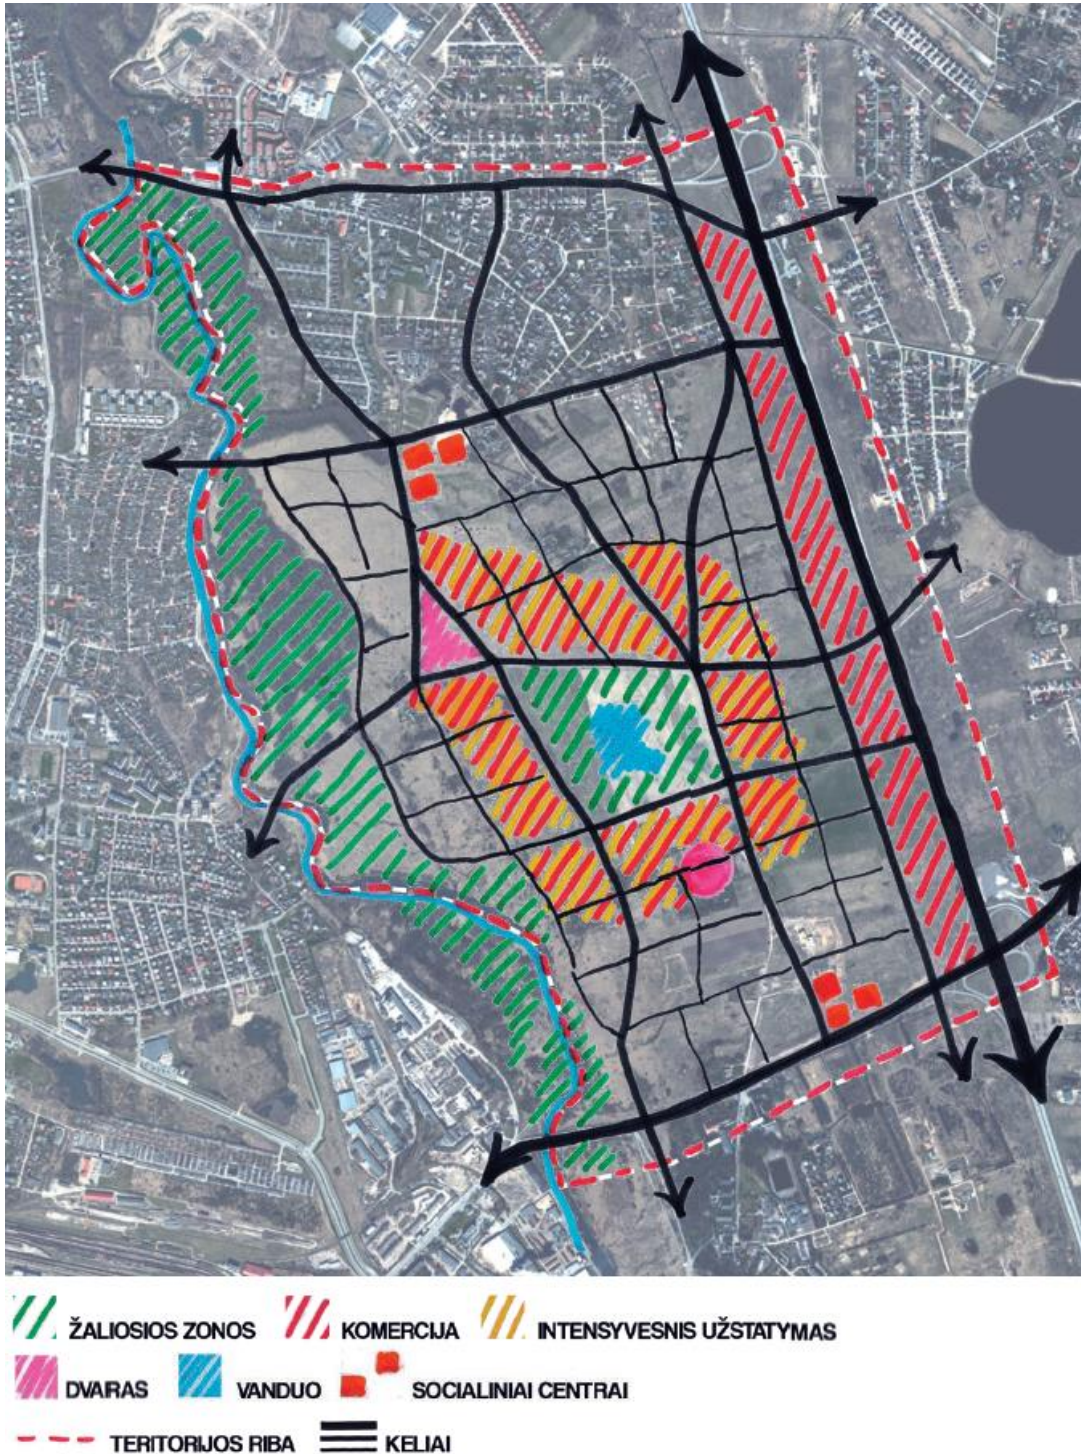 ŽALIOSIOS ZONOS KOMERCIJA INTENSYVESNIS UŽSTATYMAS
DVARAS VANDUO SOCIALINIAI CENTRAI
TERITORIJOS RIBA KELIAI